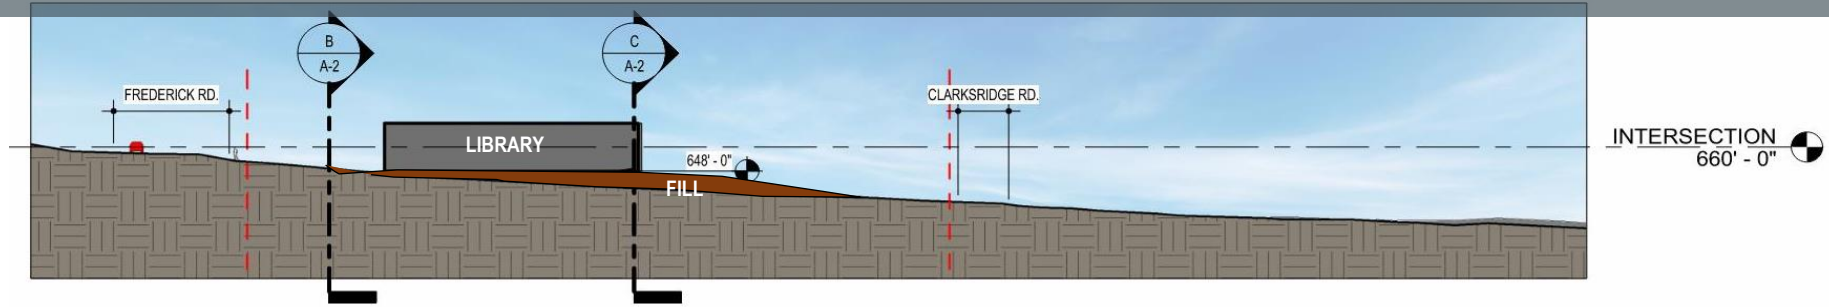 B
A-2
C
A-2
FREDERICK RD.
CLARKSRIDGE RD.
LIBRARY
INTERSECTION
660' - 0"
648' - 0"
FILL